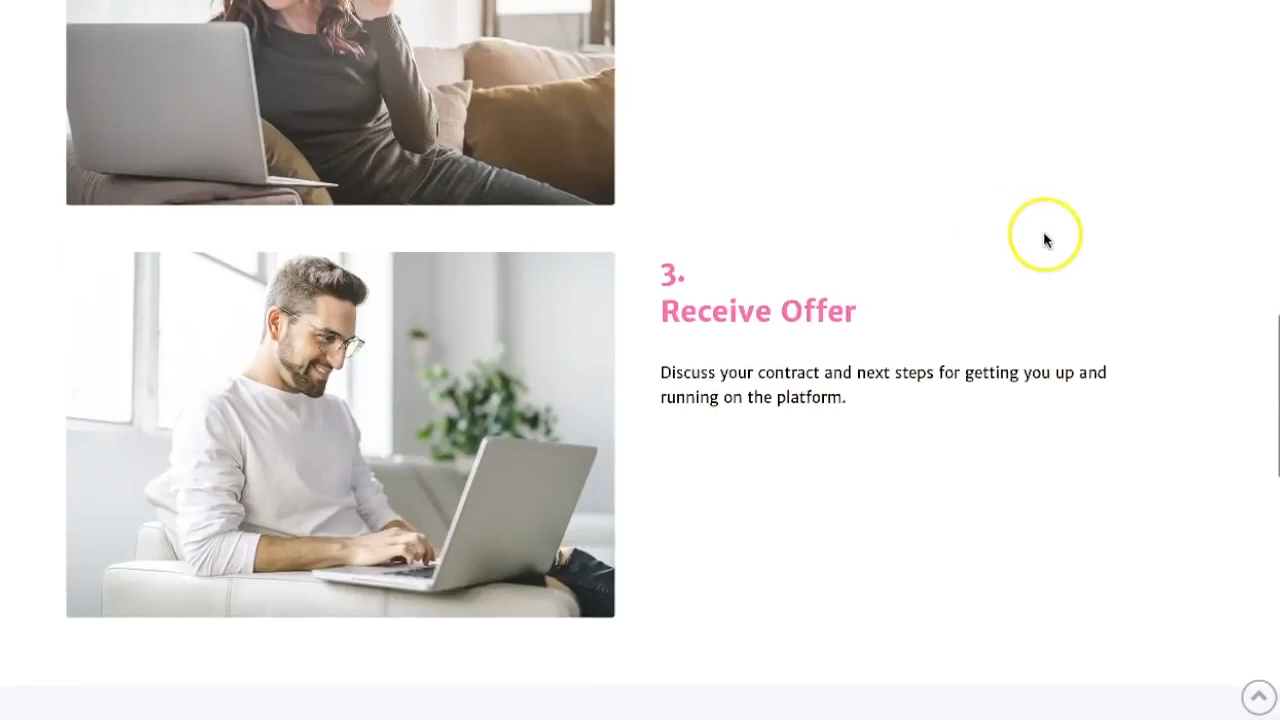 3.
Receive Offer
Discuss your contract and next steps for getting you up and
running on the platform.